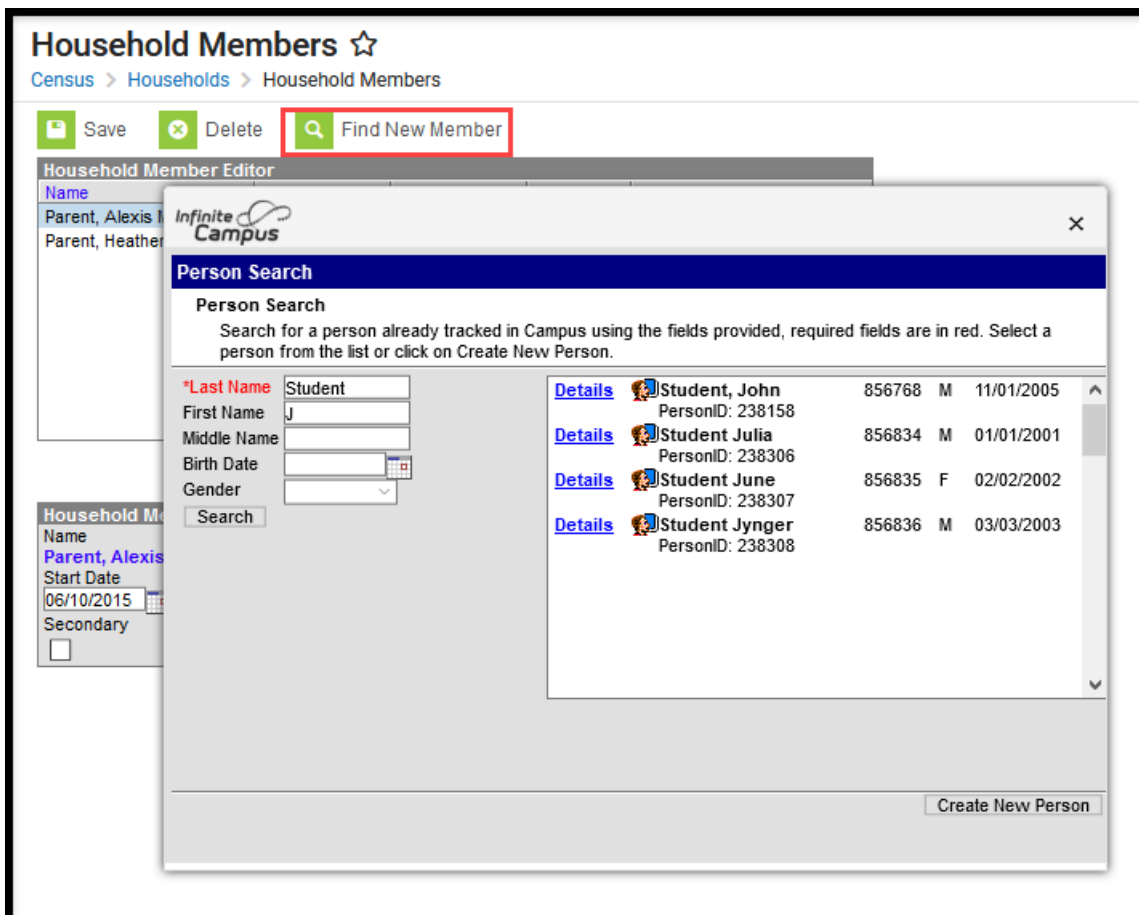 Household Members
Census > Households > Household Members
Save Delete Find New Member
Household Member Editor
Name
Parent, Alexis
Parent, Heather
Infinite Campus
Person Search
Person Search
Search for a person already tracked in Campus using the fields provided, required fields are in red. Select a
person from the list or click on Create New Person.
*Last Name Student
First Name J
Middle Name
Birth Date
Gender
Search
Details Student, John 856768 M 11/01/2005
PersonID: 238158
Details Student Julia 856834 M 01/01/2001
PersonID: 238306
Details Student June 856835 F 02/02/2002
PersonID: 238307
Details Student Jynger 856836 M 03/03/2003
PersonID: 238308
Create New Person
Household
Name
Parent, Alexis
Start Date
06/10/2015
Secondary